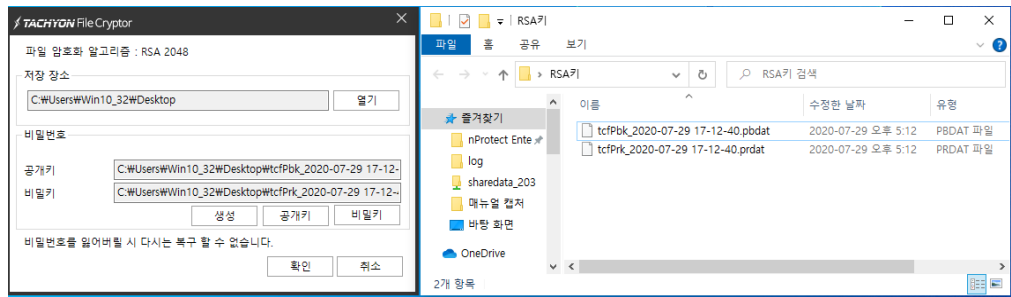 TACHYON File Cryptor
파일 암호화 알고리즘 : RSA 2048
저장 장소
C:₩Users₩Win10_32₩Desktop 열기
비밀번호
공개키 C:₩Users₩Win10_32₩Desktop₩tcfPbk_2020-07-29 17-12-
비밀키 C:₩Users₩Win10_32₩Desktop₩tcfPrk_2020-07-29 17-12-
생성 공개키 비밀키
비밀번호를 잃어버릴 시 다시는 복구 할 수 없습니다.
확인 취소
RSA키
파일 홈 공유 보기
RSA키 RSA키 검색
이름 수정한 날짜 유형
즐겨찾기
nProtect Ente
log
sharedata_203
매뉴얼 캡저
바탕 화면
OneDrive
tcfPbk_2020-07-29 17-12-40.pbdat 2020-07-29 오후 5:12 PBDAT 파일
tcfPrk_2020-07-29 17-12-40.prdat 2020-07-29 오후 5:12 PRDAT 파일
2개 항목